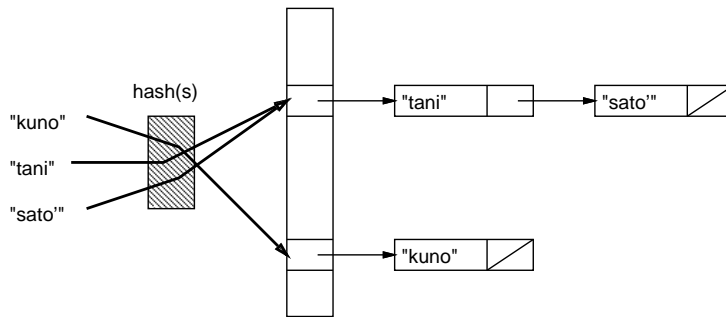 hash(s)
"kuno"
"tani"
"sato’"
"tani"
"sato’"
"kuno"